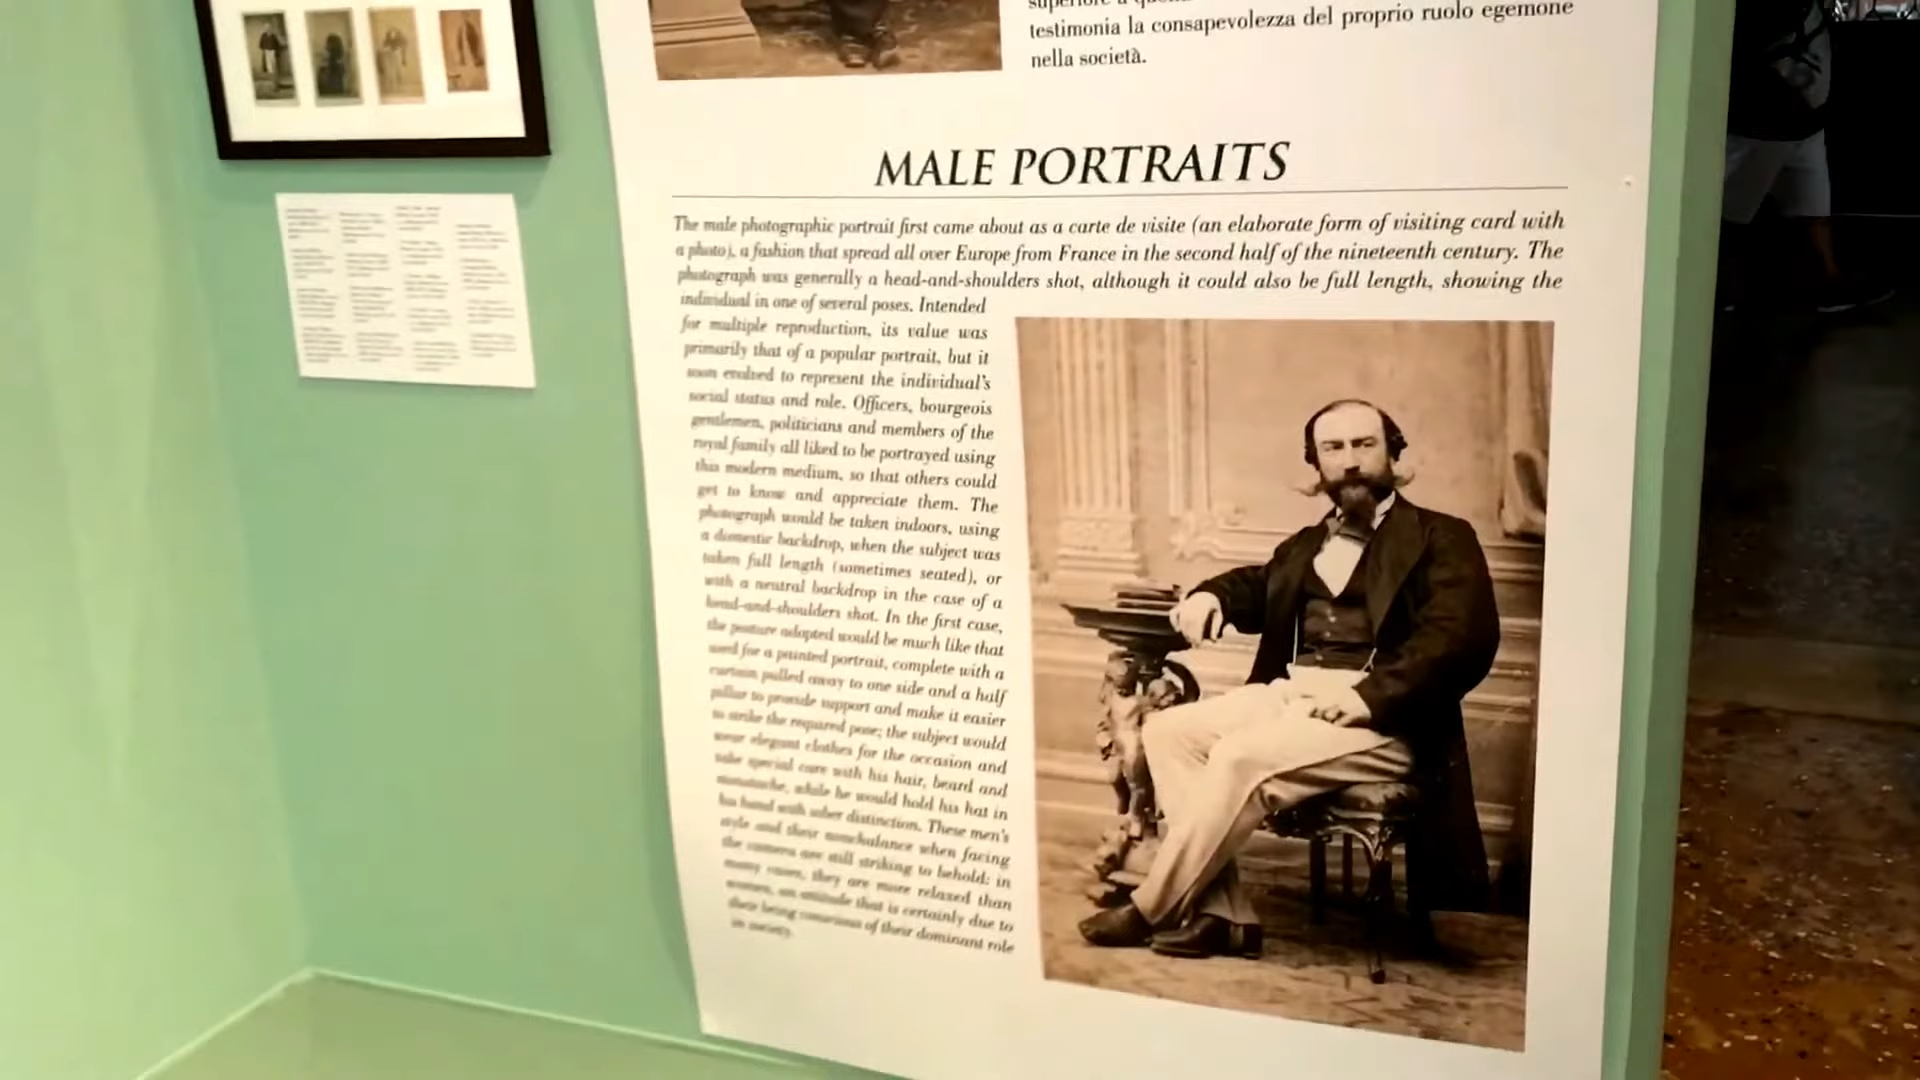 testimonia la consapevolezza del proprio ruolo egemone
nella società.
MALE PORTRAITS
The male photographic portrait first came about as a carte de visite (an elaborate form of visiting card with
a photo), a fashion that spread all over Europe from France in the second half of the nineteenth century. The
photograph was generally a head-and-shoulders shot, although it could also be full length, showing the
individual in one of several poses. Intended
for multiple reproduction, its value was
primarily that of a popular portrait, but it
soon evolved to represent the individual's
social status and role. Officers, bourgeois
gentlemen, politicians and members of the
royal family all liked to be portrayed using
this modern medium, so that others could
get to know and appreciate them. The
photograph would be taken indoors, using
a domestic backdrop, when the subject was
taken full length (sometimes seated), or
with a neutral backdrop in the case of a
head-and-shoulders shot. In the first case,
the posture adopted would be much like that
used for a painted portrait, complete with a
curtain pulled away to one side and a half
pillar to provide support and make it easier
to strike the required pose; the subject would
wear elegant clothes for the occasion and
take special care with his hair, beard and
moustache, while he would hold his hat in
his hand with sober distinction. These men's
style and their nonchalance when facing
the camera are still striking to behold; in
many cases, they are more relaxed than
women, an attitude that is certainly due to
their being conscious of their dominant role
in society.